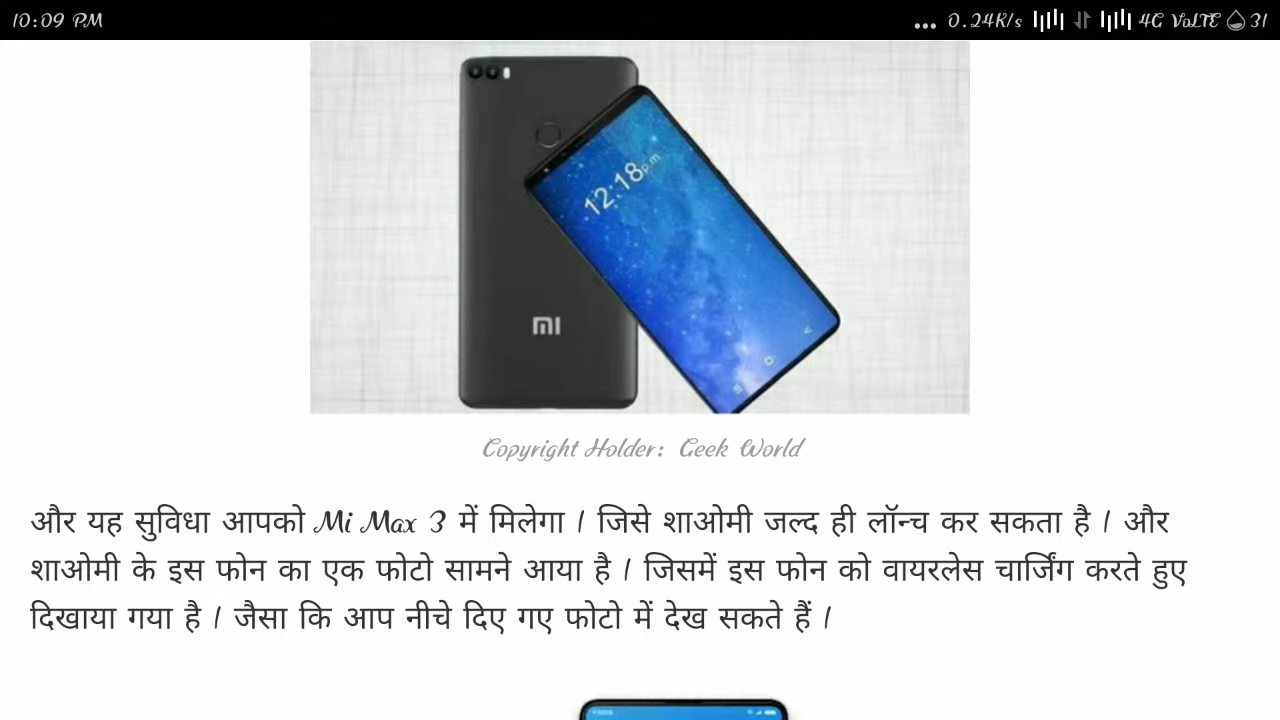 10:09 PM ... 0.24K/s 4G VoLTE 31
12:18 p.m
MI
Copyright Holder: Geek World
और यह सुविधा आपको Mi Max 3 में मिलेगा । जिसे शाओमी जल्द ही लॉन्च कर सकता है । और
शाओमी के इस फोन का एक फोटो सामने आया है । जिसमें इस फोन को वायरलेस चार्जिंग करते हुए
दिखाया गया है । जैसा कि आप नीचे दिए गए फोटो में देख सकते हैं ।